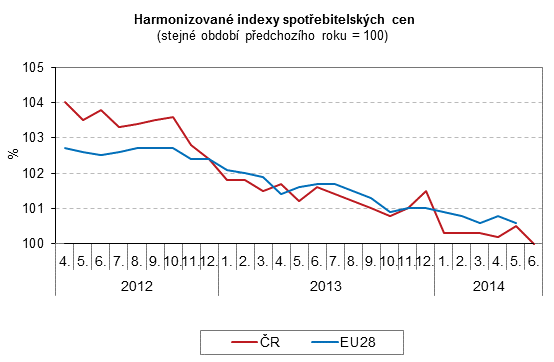 Harmonizované indexy spotřebitelských cen
(stejné období předchozího roku = 100)
105
104
103
102
101
100
%
4. 5. 6. 7. 8. 9. 10. 11. 12. 1. 2. 3. 4. 5. 6. 7. 8. 9. 10. 11. 12. 1. 2. 3. 4. 5. 6.
2012 2013 2014
ČR EU28